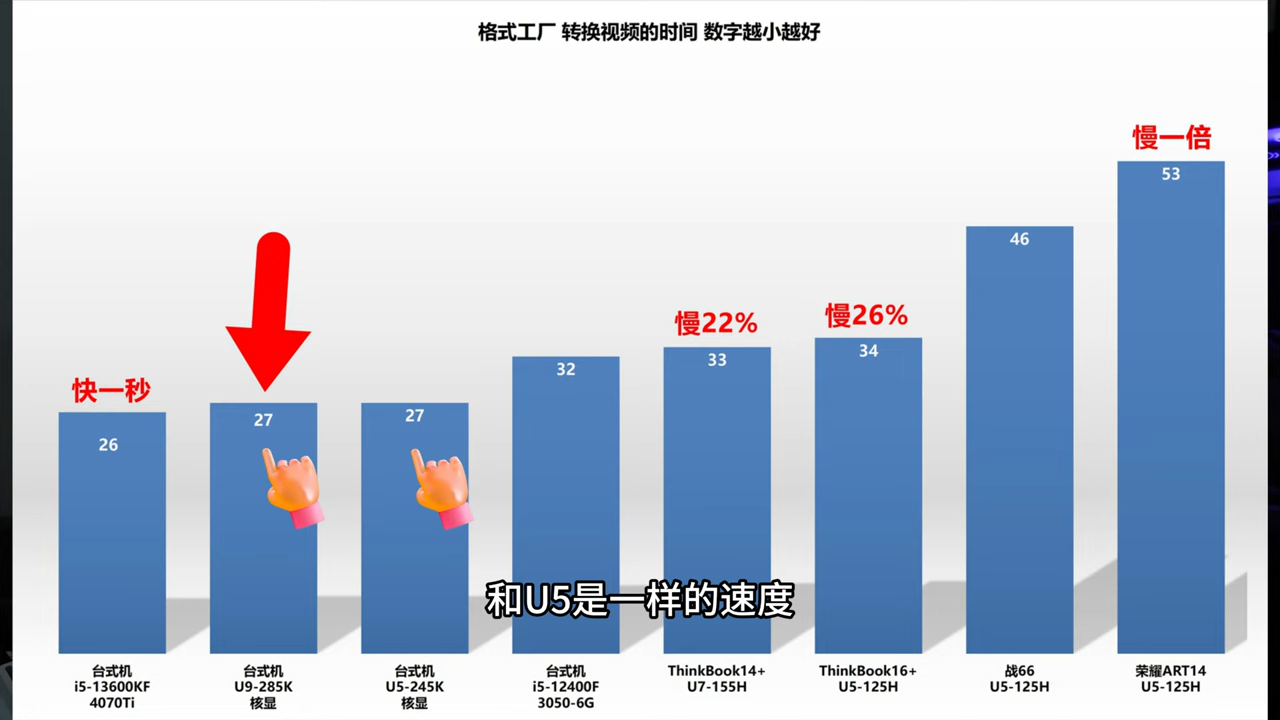 格式工厂 转换视频的时间 数字越小越好
慢一倍
53
46
慢26%
慢22%
34
33
32
快一秒
27
27
26
和U5是一样的速度
台式机
i5-13600KF
4070Ti
台式机
U9-285K
核显
台式机
U5-245K
核显
台式机
i5-12400F
3050-6G
ThinkBook14+
U7-155H
ThinkBook16+
U5-125H
战66
U5-125H
荣耀ART14
U5-125H